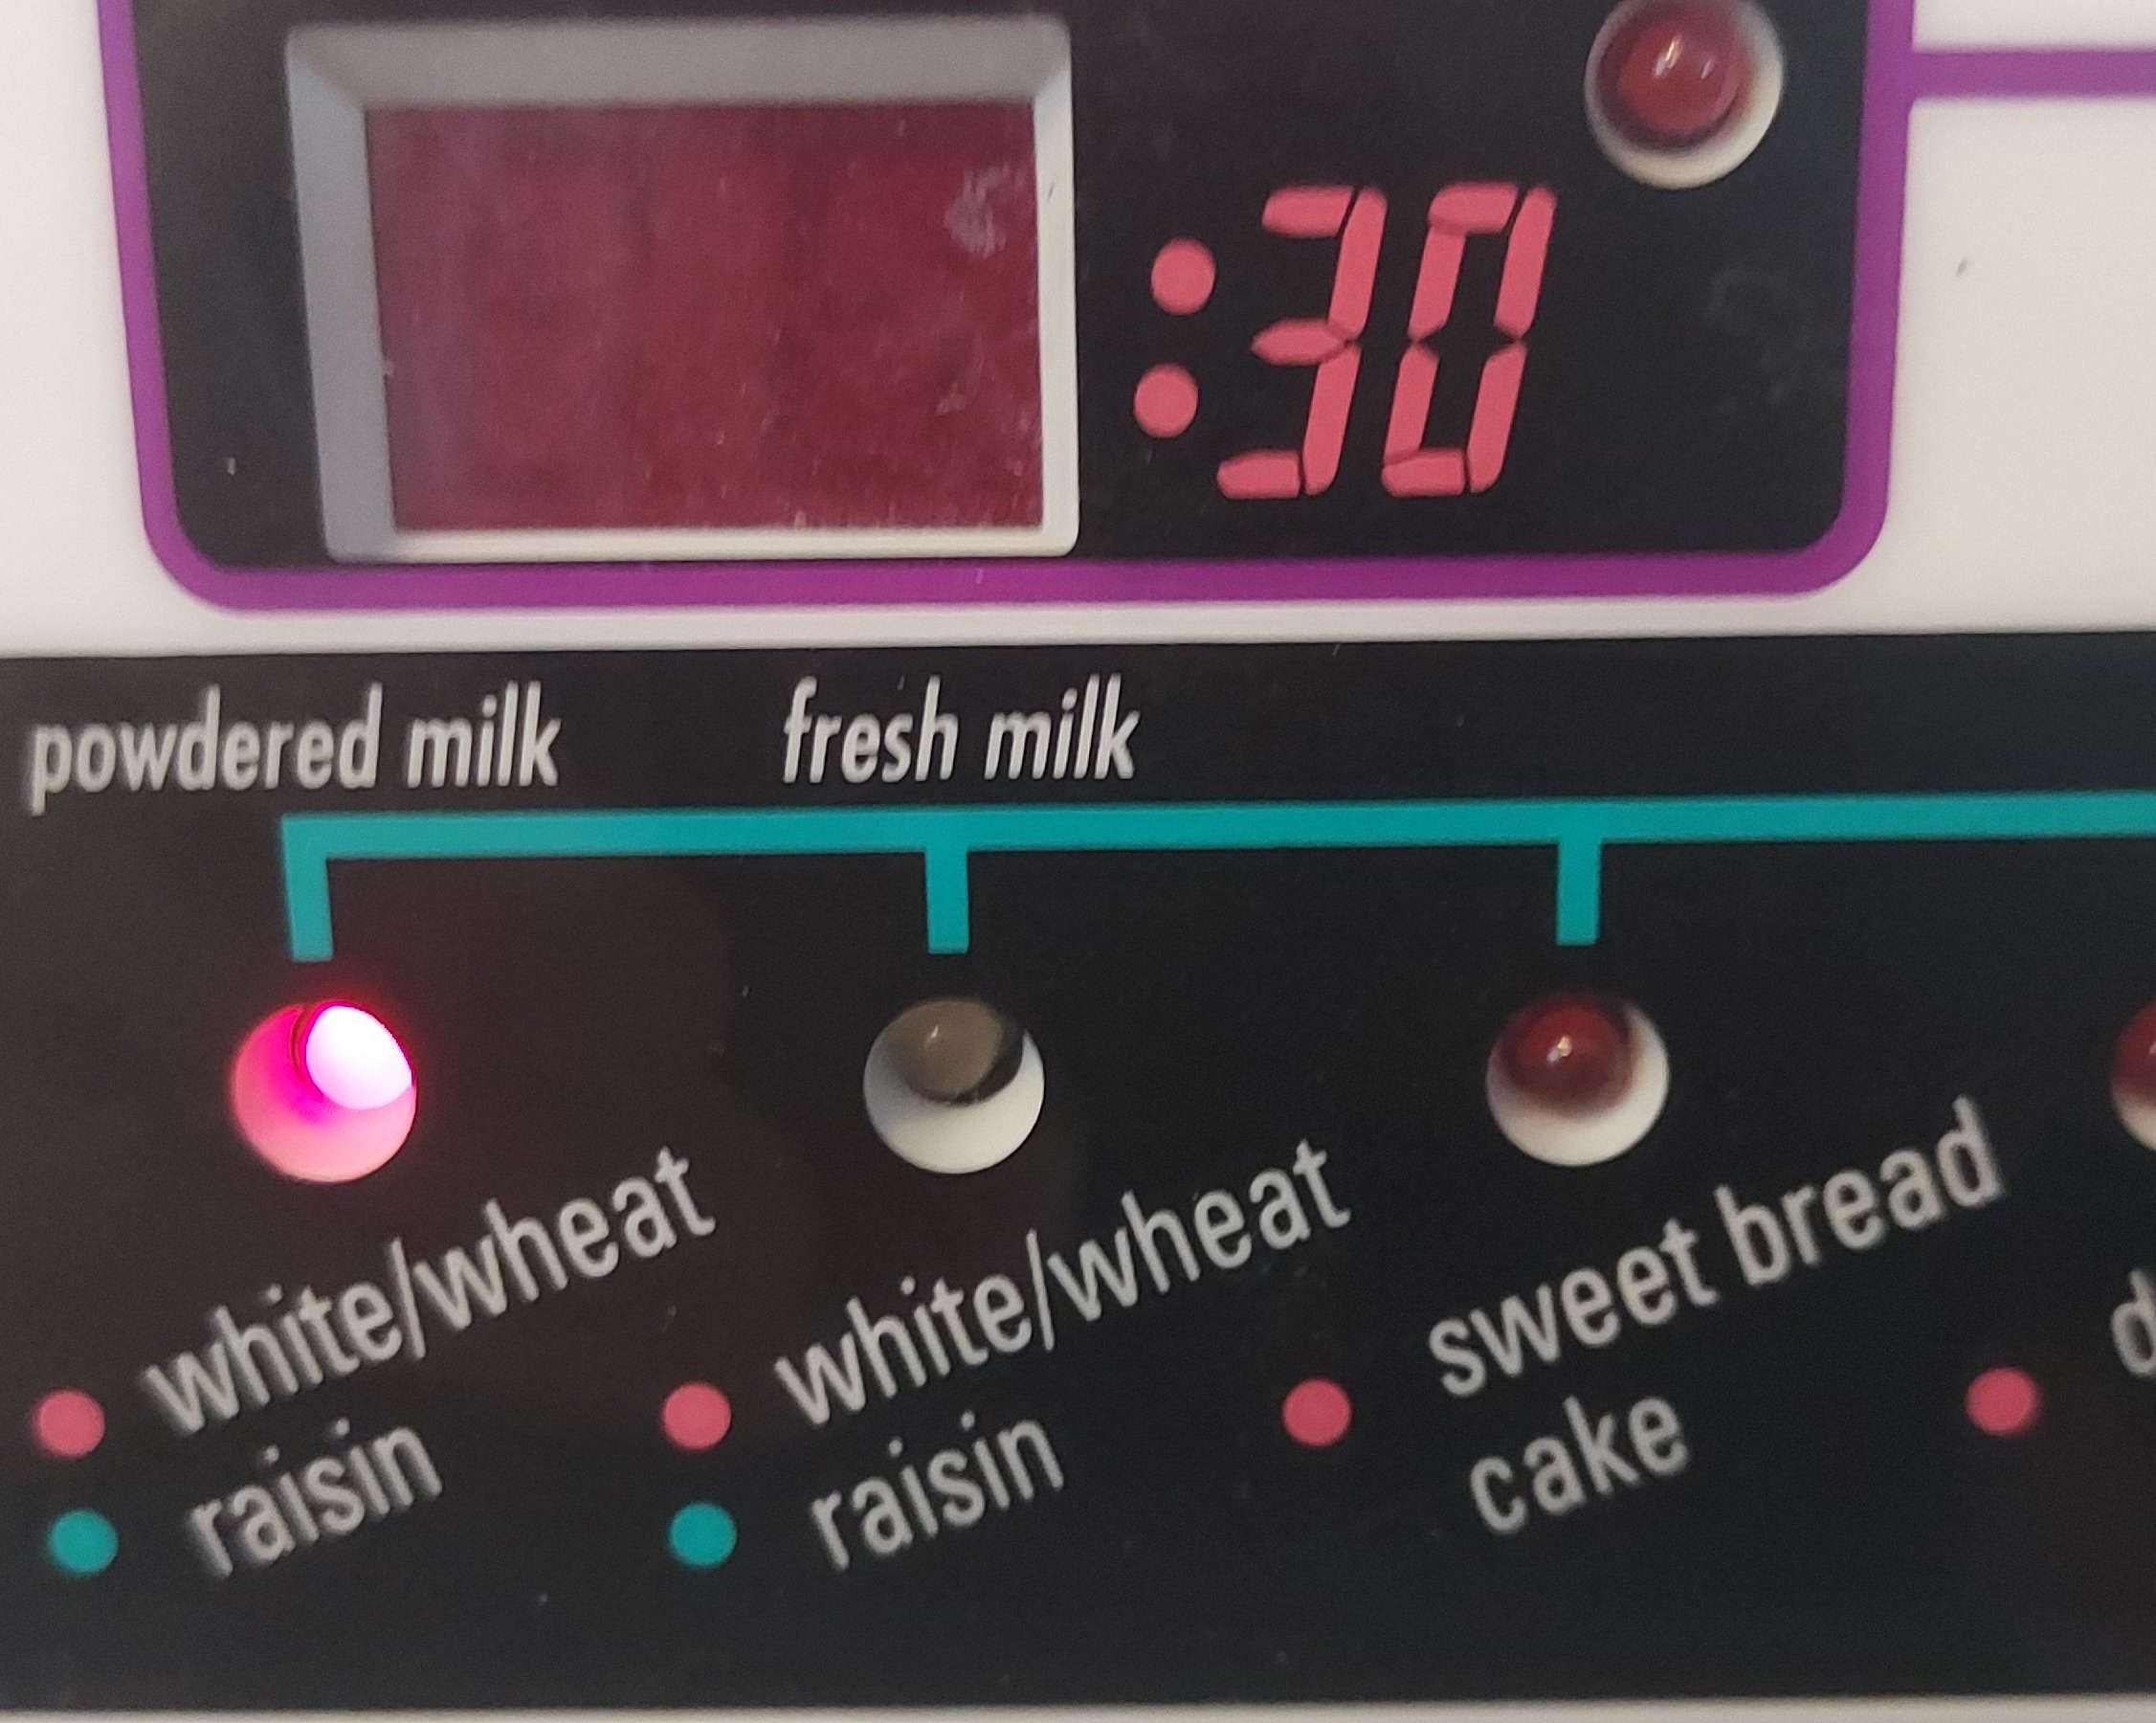 :30
powdered milk
fresh milk
white/wheat
raisin
white/wheat
raisin
sweet bread
cake